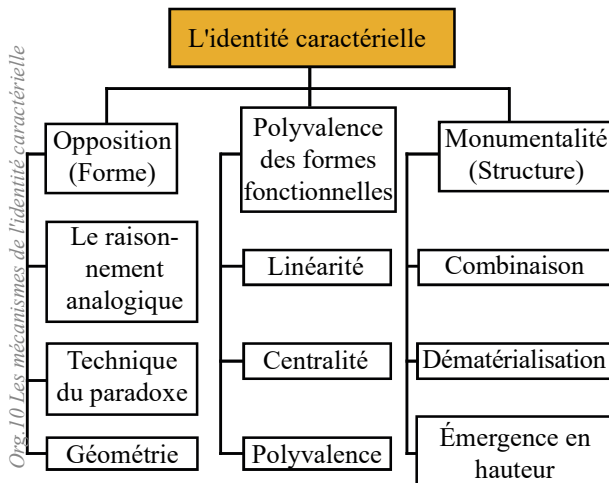 L'identité caractérielle
Opposition
(Forme)
Le raison-
nement
analogique
Technique
du paradoxe
Géométrie
Polyvalence
des formes
fonctionnelles
Linéarité
Centralité
Polyvalence
Monumentalité
(Structure)
Combinaison
Dématérialisation
Émergence en
hauteur
Org.10 Les mécanismes de l'identité caractérielle